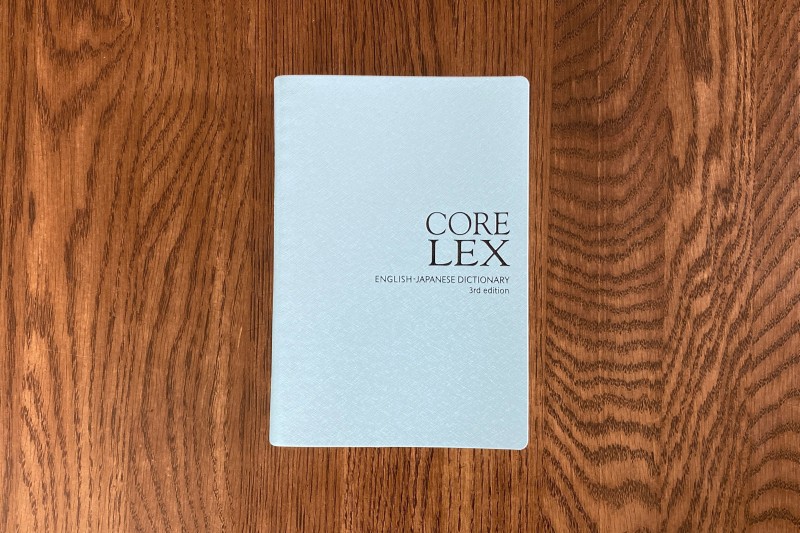 CORE
LEX
ENGLISH-JAPANESE DICTIONARY
3rd edition